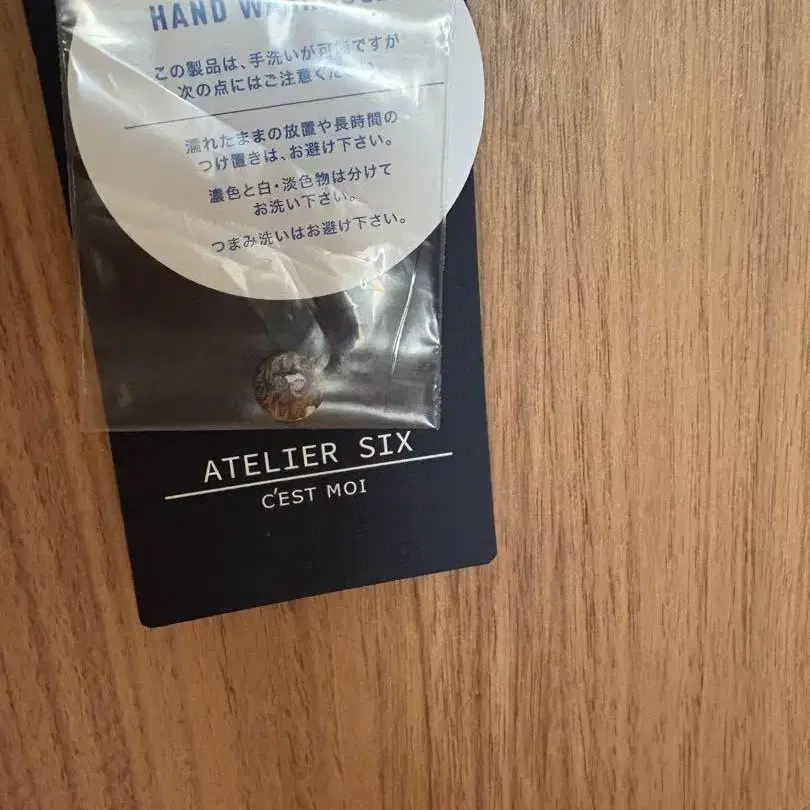 HAND
この製品は、手洗いが可能ですが
次の点にはご注意ください。
濡れたままの放置や長時間の
つけ置きは、お避け下さい。
濃色と白・淡色物は分けて
お洗い下さい。
つまみ洗いはお避け下さい。
ATELIER SIX
C'EST MOI